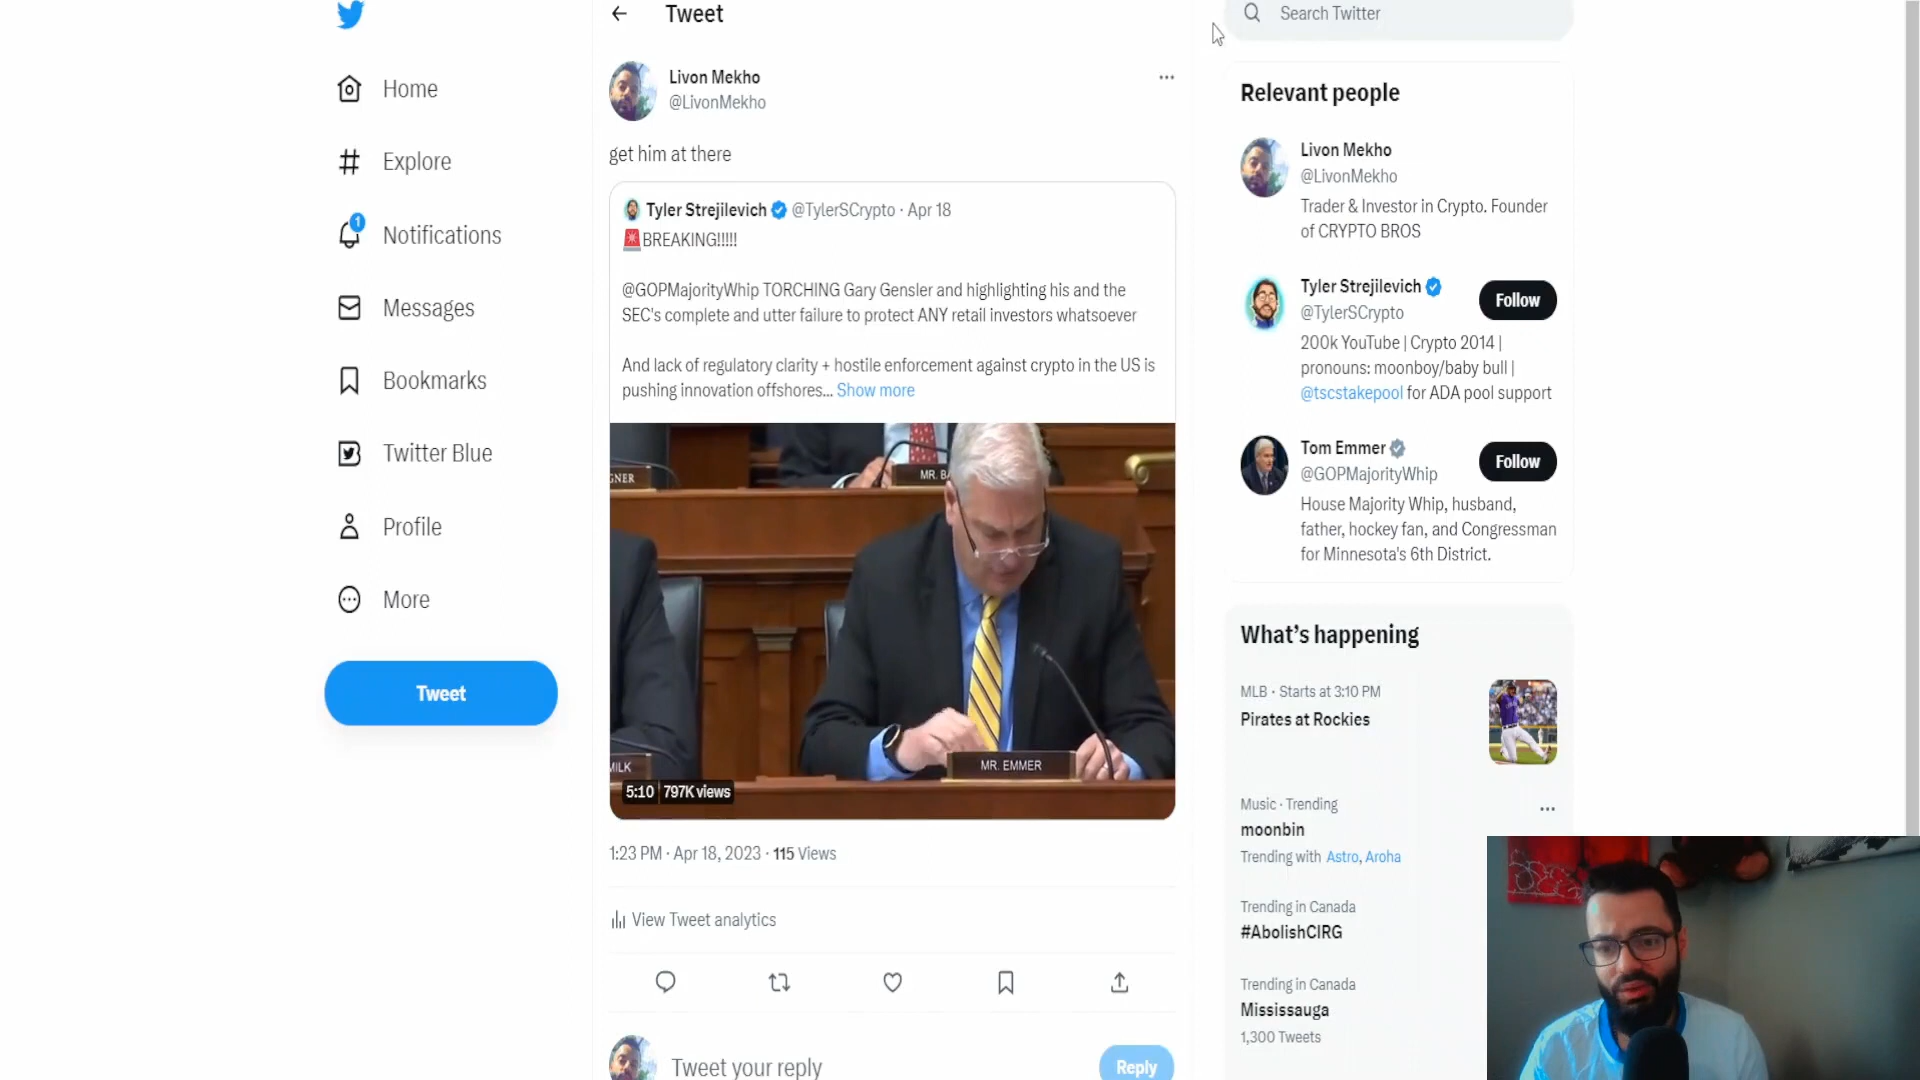 Tweet
Search Twitter
Home
Explore
1
Notifications
Messages
Bookmarks
Twitter Blue
Profile
More
Tweet
Livon Mekho
@LivonMekho
get him at there
Tyler Strejilevich @TylerSCrypto · Apr 18
🚨BREAKING!!!!!
@GOPMajorityWhip TORCHING Gary Gensler and highlighting his and the
SEC's complete and utter failure to protect ANY retail investors whatsoever
And lack of regulatory clarity + hostile enforcement against crypto in the US is
pushing innovation offshores... Show more
GNER
MR. BA
MR. EMMER
MILK
5:10 797K views
1:23 PM · Apr 18, 2023 · 115 Views
View Tweet analytics
Tweet your reply
Reply
Relevant people
Livon Mekho
@LivonMekho
Trader & Investor in Crypto. Founder
of CRYPTO BROS
Tyler Strejilevich
@TylerSCrypto
Follow
200k YouTube | Crypto 2014 |
pronouns: moonboy/baby bull |
@tscstakepool for ADA pool support
Tom Emmer
@GOPMajorityWhip
Follow
House Majority Whip, husband,
father, hockey fan, and Congressman
for Minnesota's 6th District.
What's happening
MLB · Starts at 3:10 PM
Pirates at Rockies
Music · Trending
moonbin
Trending with Astro, Aroha
Trending in Canada
#AbolishCIRG
Trending in Canada
Mississauga
1,300 Tweets